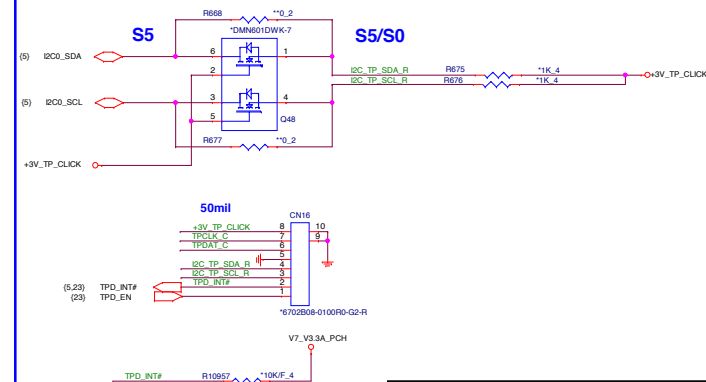 R668 **0_2
S5 *DMN601DWK-7 S5/S0
{5} I2C0_SDA 6 1
2 I2C_TP_SDA_R R675 *1K_4 +3V_TP_CLICK
I2C_TP_SCL_R R676 *1K_4
{5} I2C0_SCL 3 4
5 Q48
R677 **0_2
+3V_TP_CLICK
50mil
CN16
+3V_TP_CLICK 8 10
TPCLK_C 7 9
TPDAT_C 6
5
I2C_TP_SDA_R 4
I2C_TP_SCL_R 3
{5,23} TPD_INT# TPD_INT# 2
{23} TPD_EN 1
*6702B08-0100R0-G2-R
V7_V3.3A_PCH
TPD_INT# R10957 *10K/F_4